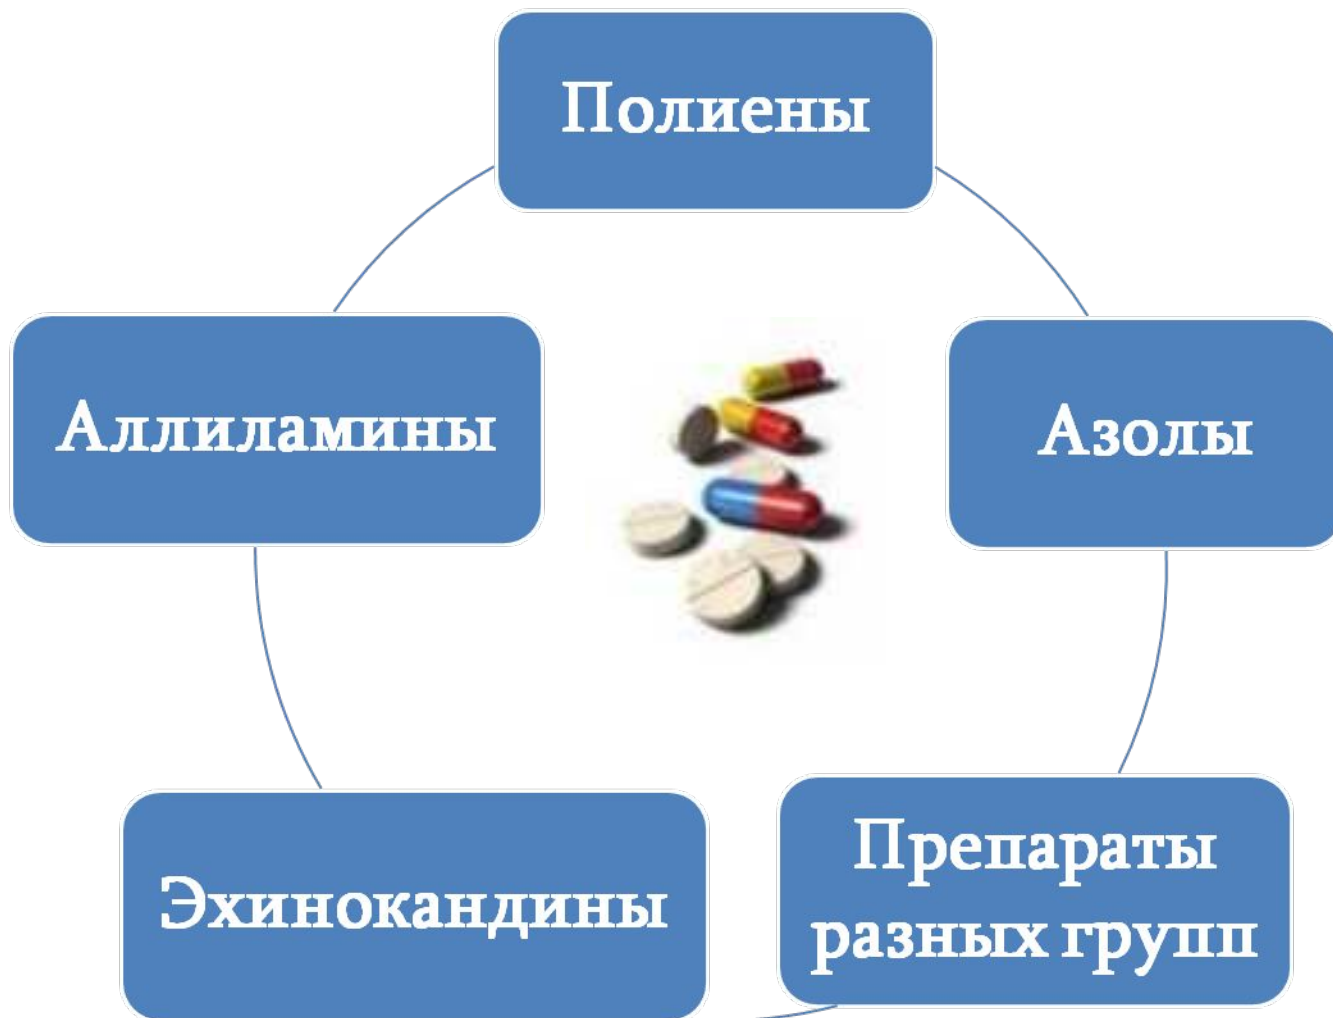 Полиены
Аллиламины
Азолы
Эхинокандины
Препараты
разных групп